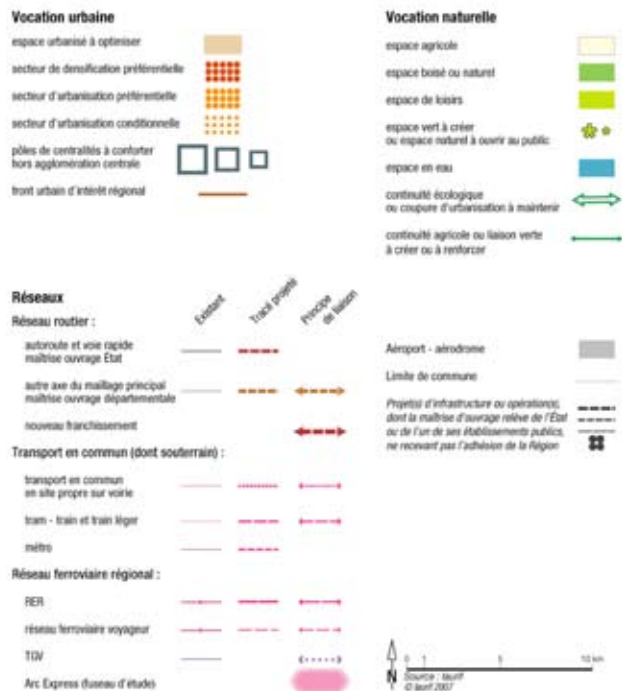 Vocation urbaine
espace urbanisé à optimiser
secteur de densification préférentielle
secteur d'urbanisation préférentielle
secteur d'urbanisation conditionnelle
pôles de centralités à conforter
hors agglomération centrale
front urbain d'intérêt régional
Vocation naturelle
espace agricole
espace boisé ou naturel
espace de loisirs
espace vert à créer
ou espace naturel à ouvrir au public
espace en eau
continuité écologique
ou coupure d'urbanisation à maintenir
continuité agricole ou liaison verte
à créer ou à renforcer
Réseaux
Existant
Tracé projeté
Principe
de liaison
Réseau routier :
autoroute et voie rapide
maîtrise ouvrage État
autre axe du maillage principal
maîtrise ouvrage départementale
nouveau franchissement
Transport en commun (dont souterrain) :
transport en commun
en site propre sur voirie
tram - train et train léger
métro
Réseau ferroviaire régional :
RER
réseau ferroviaire voyageur
TGV
Arc Express (fuseau d'étude)
Aéroport - aérodrome
Limite de commune
Projet(s) d'infrastructure ou opération(s),
dont la maîtrise d'ouvrage relève de l'État
ou de l'un de ses établissements publics,
ne recevant pas l'adhésion de la Région
N
0 1 5 10 km
Source : Iaurif
© Iaurif 2007